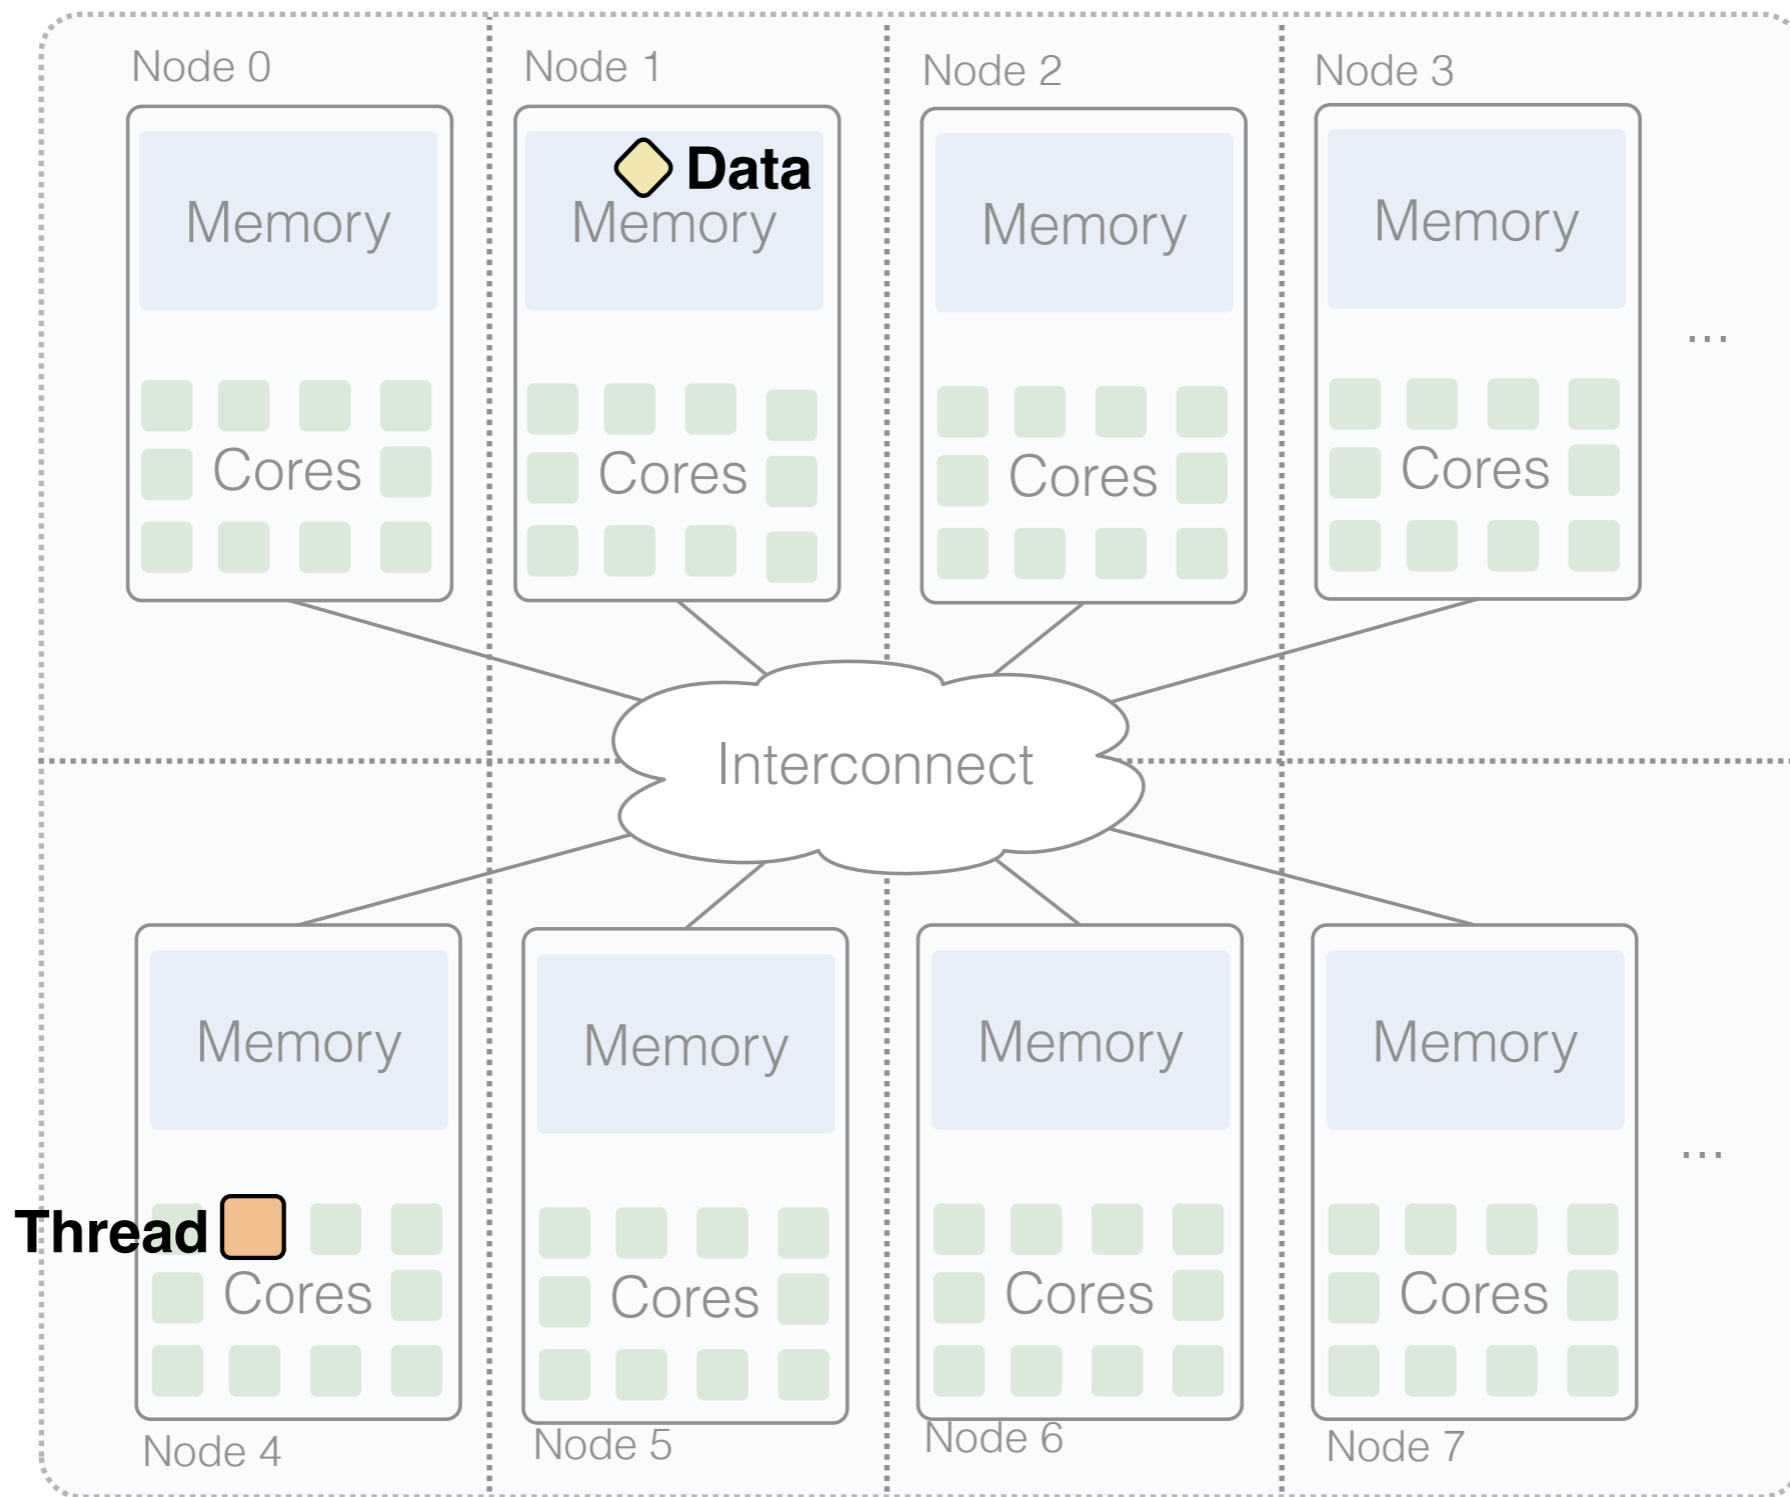 Node 0
Node 1
Node 2
Node 3
Data
Memory
Memory
Memory
Memory
...
Cores
Cores
Cores
Cores
Interconnect
Memory
Memory
Memory
Memory
...
Thread
Cores
Cores
Cores
Cores
Node 4
Node 5
Node 6
Node 7